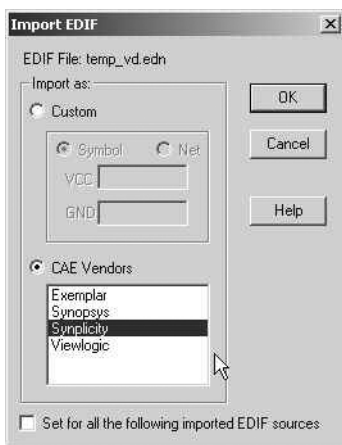 Import EDIF
EDIF File: temp_vd.edn
Import as:
Custom
Symbol Net
VCC
GND
CAE Vendors
Exemplar
Synopsys
Synplicity
Viewlogic
OK
Cancel
Help
Set for all the following imported EDIF sources